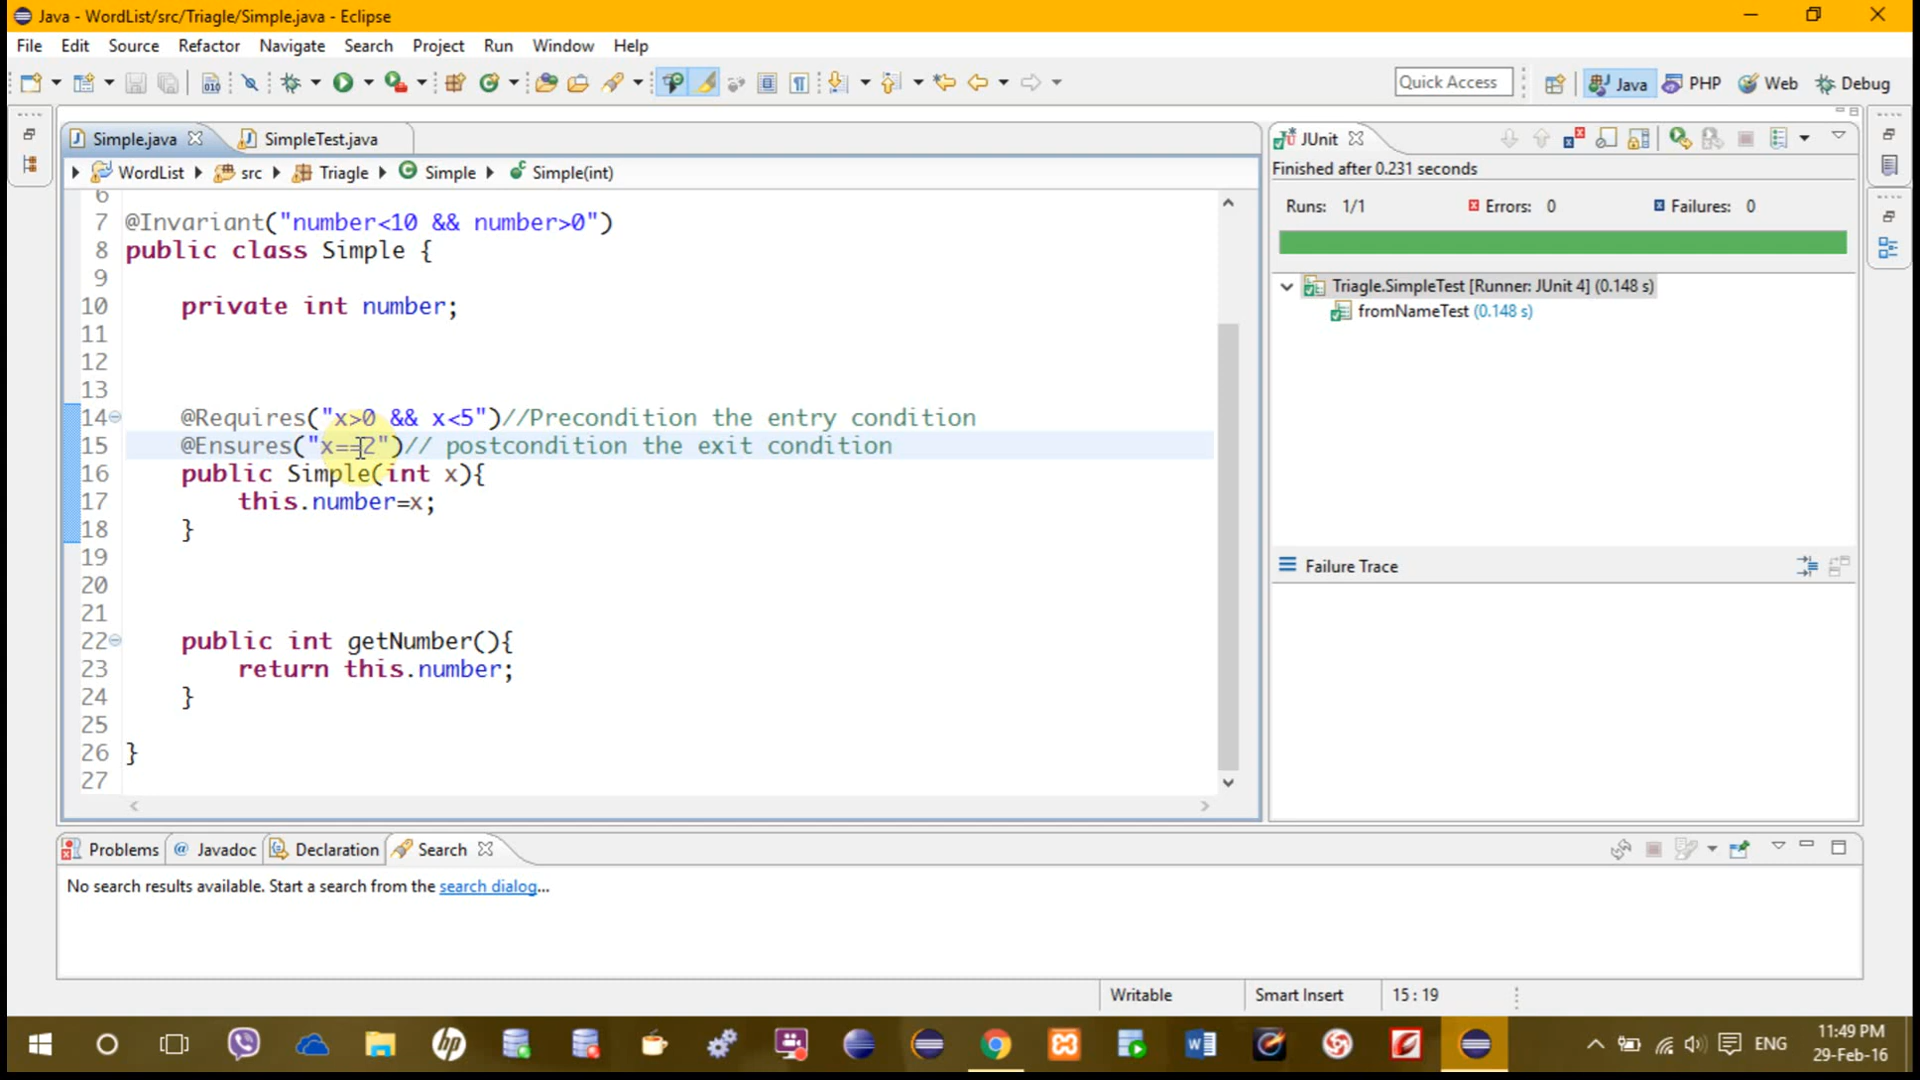 Java - WordList/src/Triagle/Simple.java - Eclipse
File Edit Source Refactor Navigate Search Run Window Help
010
Quick Access
Java PHP Web Debug
Simple.java SimpleTest.java
WordList src Triagle Simple Simple(int)
6
7 @Invariant("number<10 && number>0")
8 public class Simple {
9
10 private int number;
11
12
13
14 @Requires("x>0 && x<5")//Precondition the entry condition
15 @Ensures("x==2")// postcondition the exit condition
16 public Simple(int x){
17 this.number=x;
18 }
19
20
21
22 public int getNumber(){
23 return this.number;
24 }
25
26 }
27
JUnit
Finished after 0.231 seconds
Runs: 1/1 Errors: 0 Failures: 0
Triagle.SimpleTest [Runner: JUnit 4] (0.148 s)
fromNameTest (0.148 s)
Failure Trace
Problems Javadoc Declaration Search
No search results available. Start a search from the search dialog...
Writable Smart Insert 15 : 19
ENG
11:49 PM
29-Feb-16